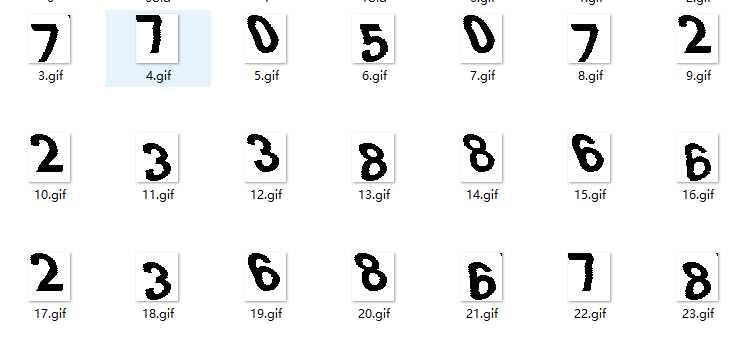 7 7 0 5 0 7 2
3.gif 4.gif 5.gif 6.gif 7.gif 8.gif 9.gif
2 3 3 8 8 6 6
10.gif 11.gif 12.gif 13.gif 14.gif 15.gif 16.gif
2 3 6 8 6 7 8
17.gif 18.gif 19.gif 20.gif 21.gif 22.gif 23.gif